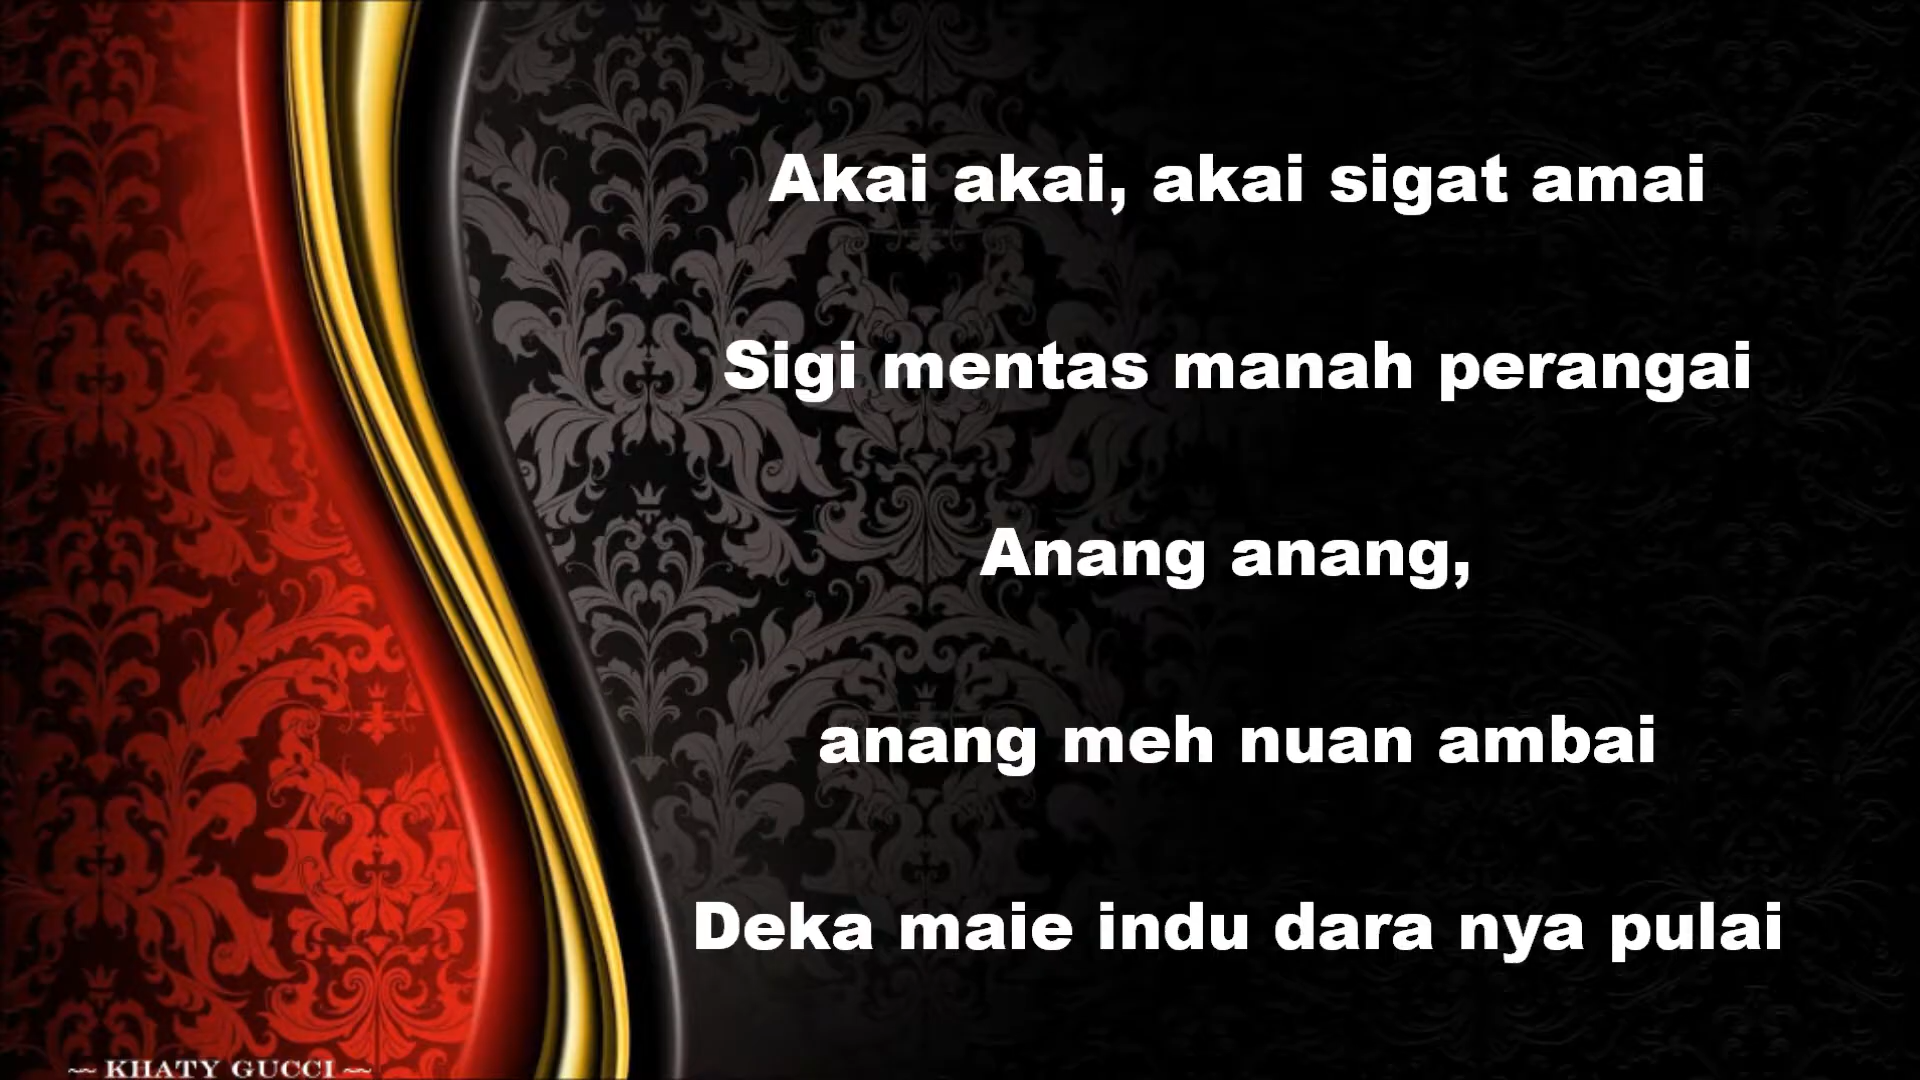 Akai akai, akai sigat amai
Sigi mentas manah perangai
Anang anang,
anang meh nuan ambai
Deka maie indu dara nya pulai
~~ KHATY GUCCI ~~